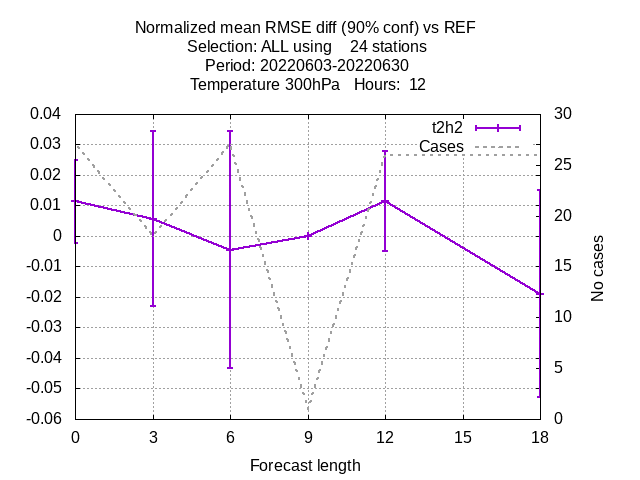 Normalized mean RMSE diff (90% conf) vs REF
Selection: ALL using    24 stations
Period: 20220603-20220630
Temperature 300hPa   Hours:  12
t2h2
Cases
0.04
0.03
0.02
0.01
0
-0.01
-0.02
-0.03
-0.04
-0.05
-0.06
30
25
20
15
10
5
0
No cases
0 3 6 9 12 15 18
Forecast length